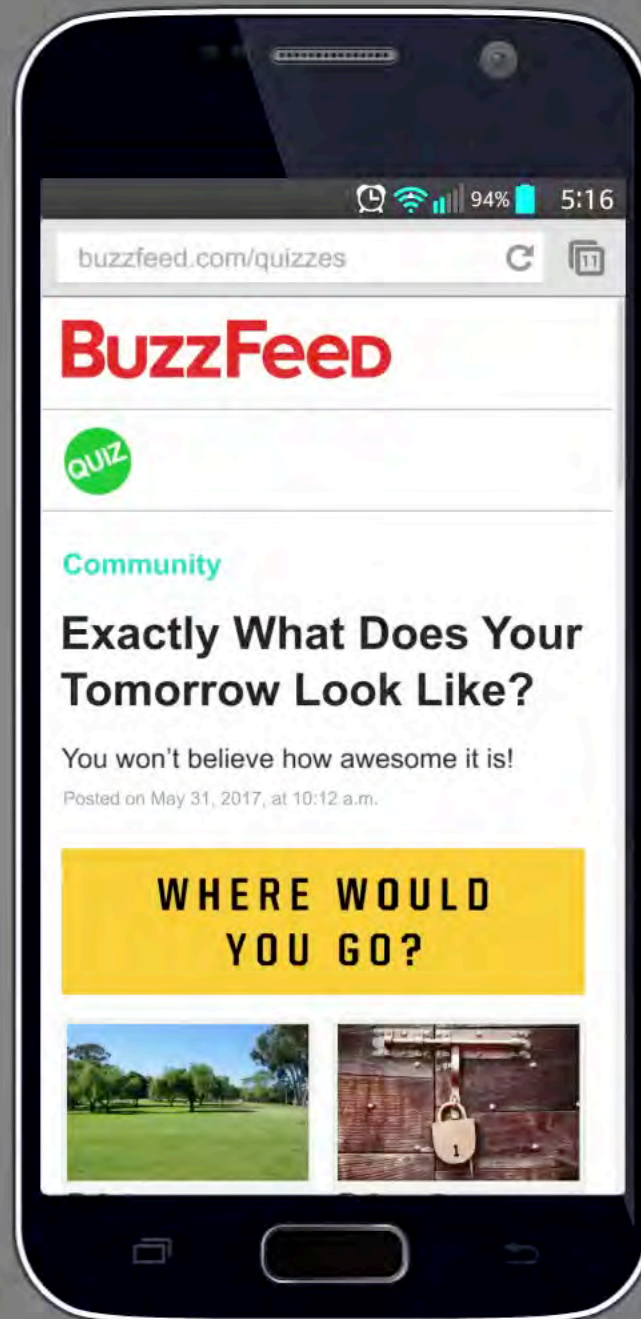 94% 5:16
buzzfeed.com/quizzes 11
BuzzFeed
QUIZ
Community
Exactly What Does Your
Tomorrow Look Like?
You won't believe how awesome it is!
Posted on May 31, 2017, at 10:12 a.m.
WHERE WOULD
YOU GO?
1